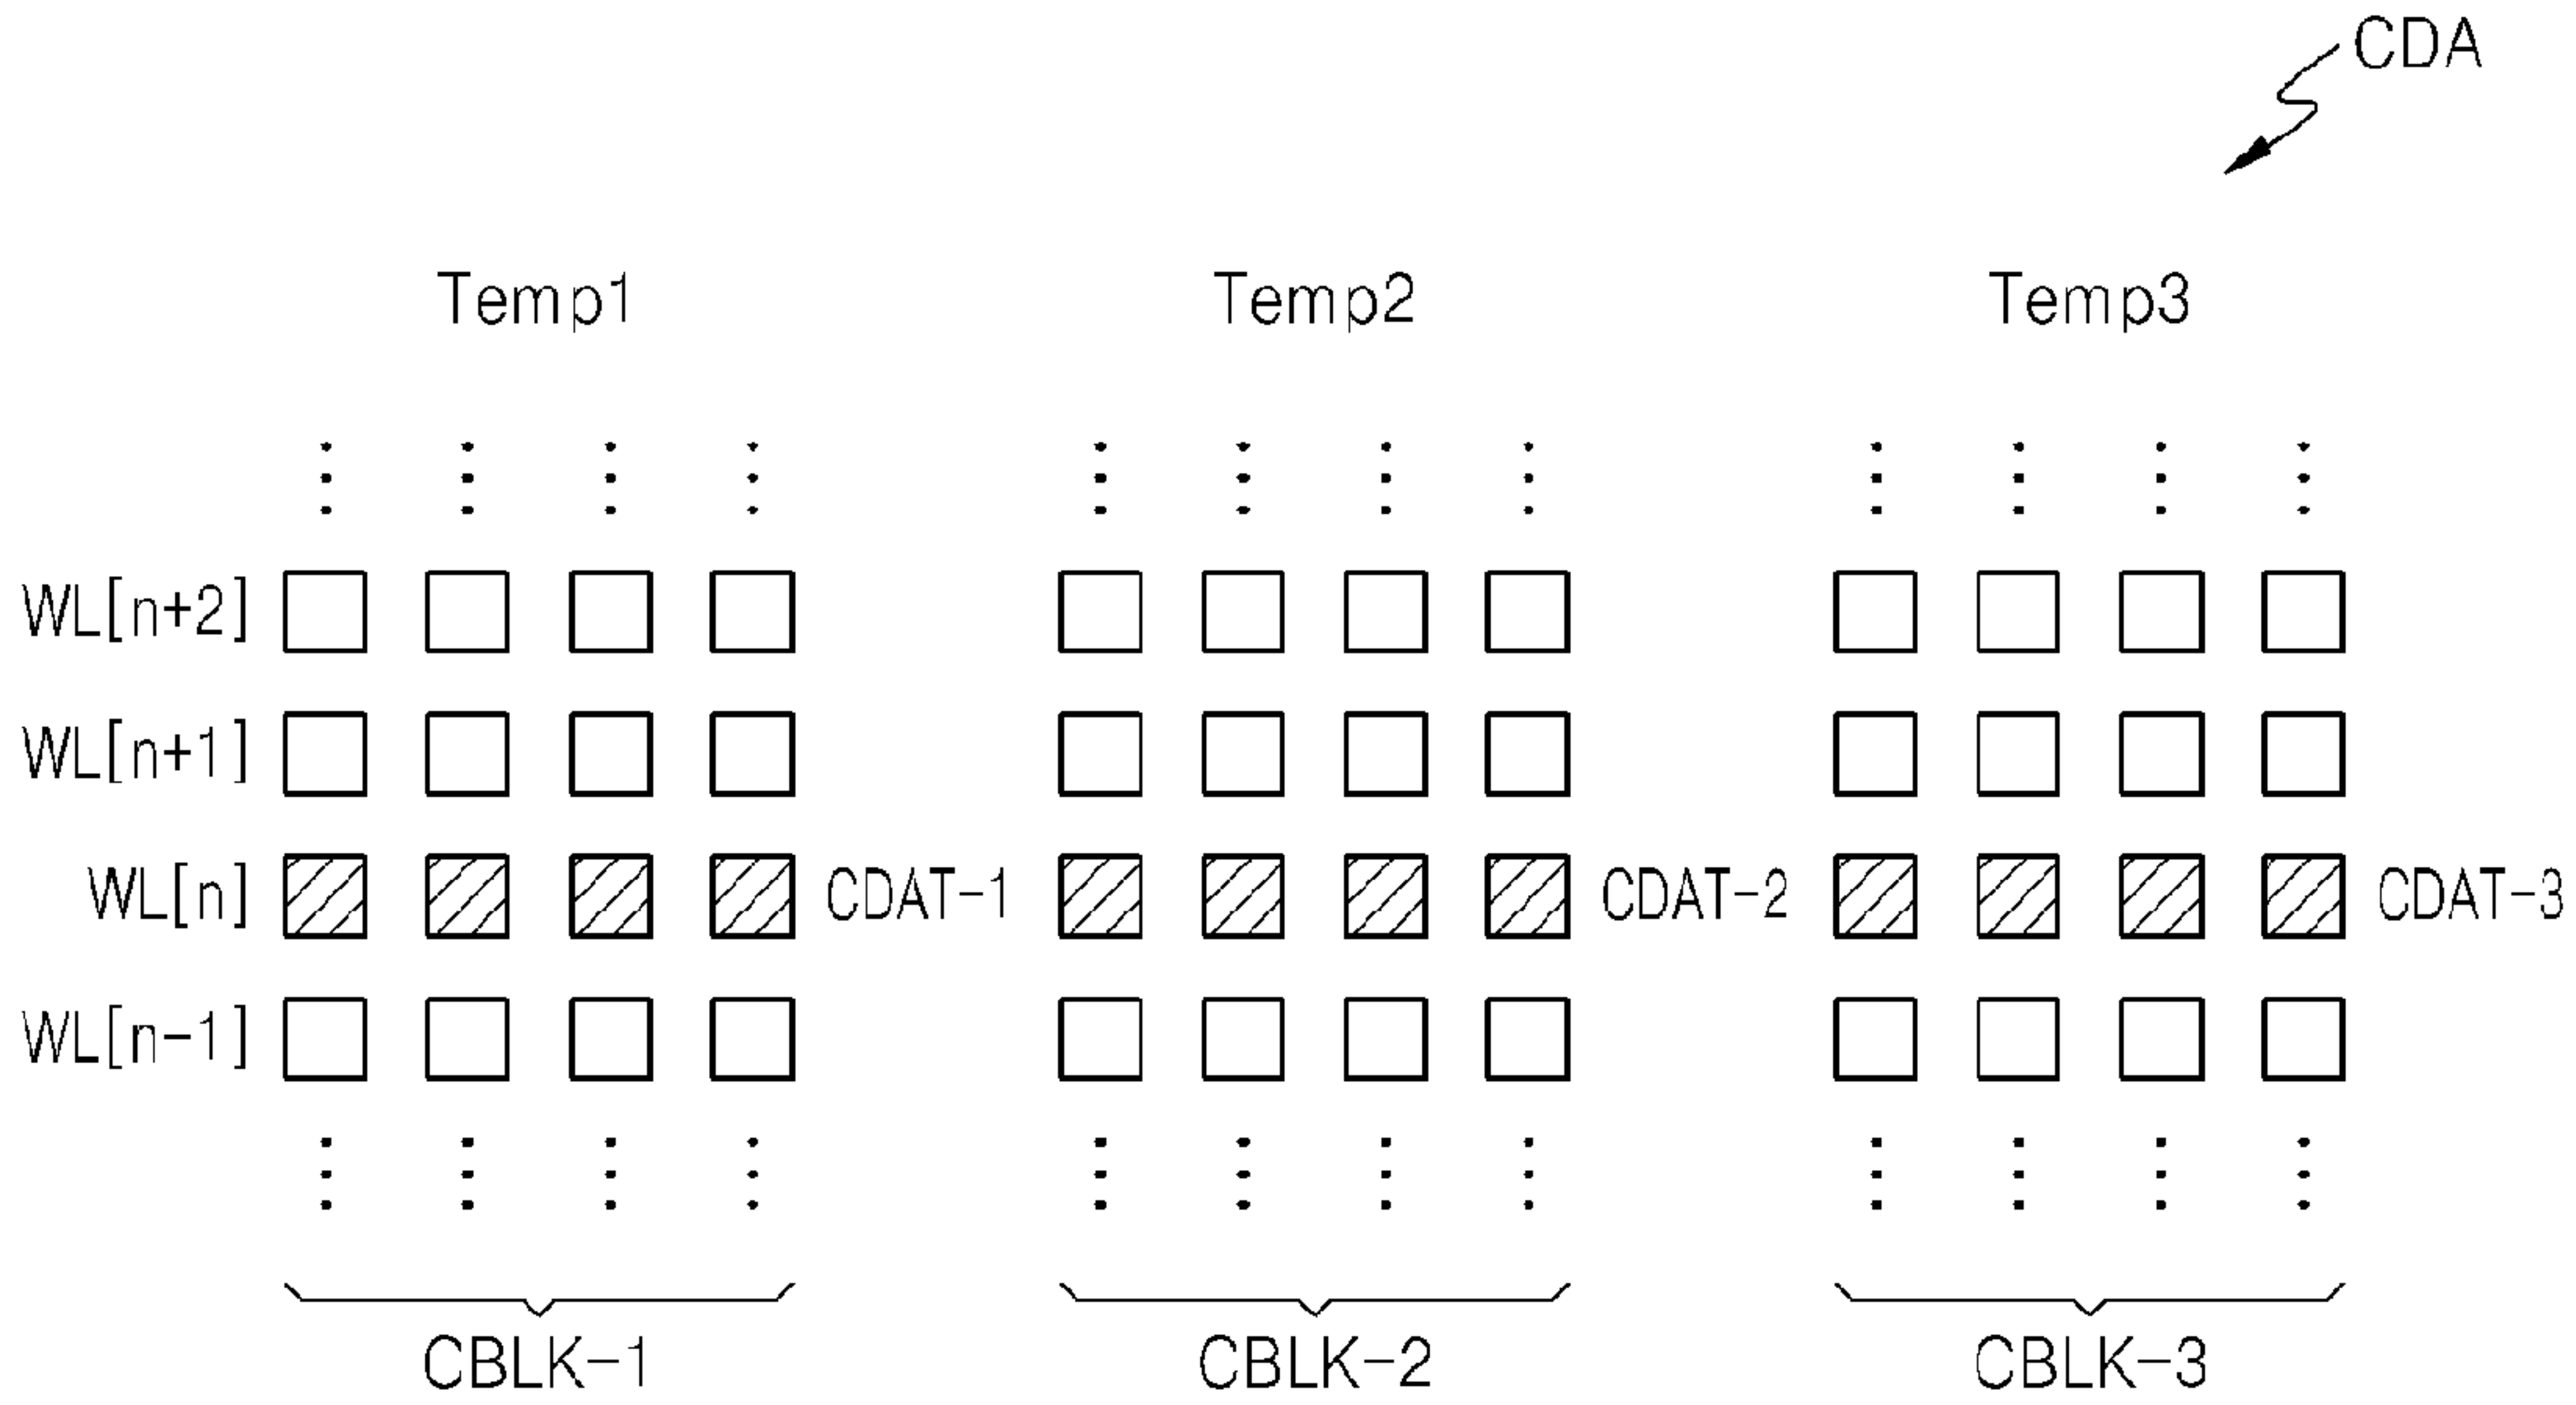 CDA
Temp1 Temp2 Temp3
WL[n+2]
WL[n+1]
WL[n] CDAT-1 CDAT-2 CDAT-3
WL[n-1]
CBLK-1 CBLK-2 CBLK-3